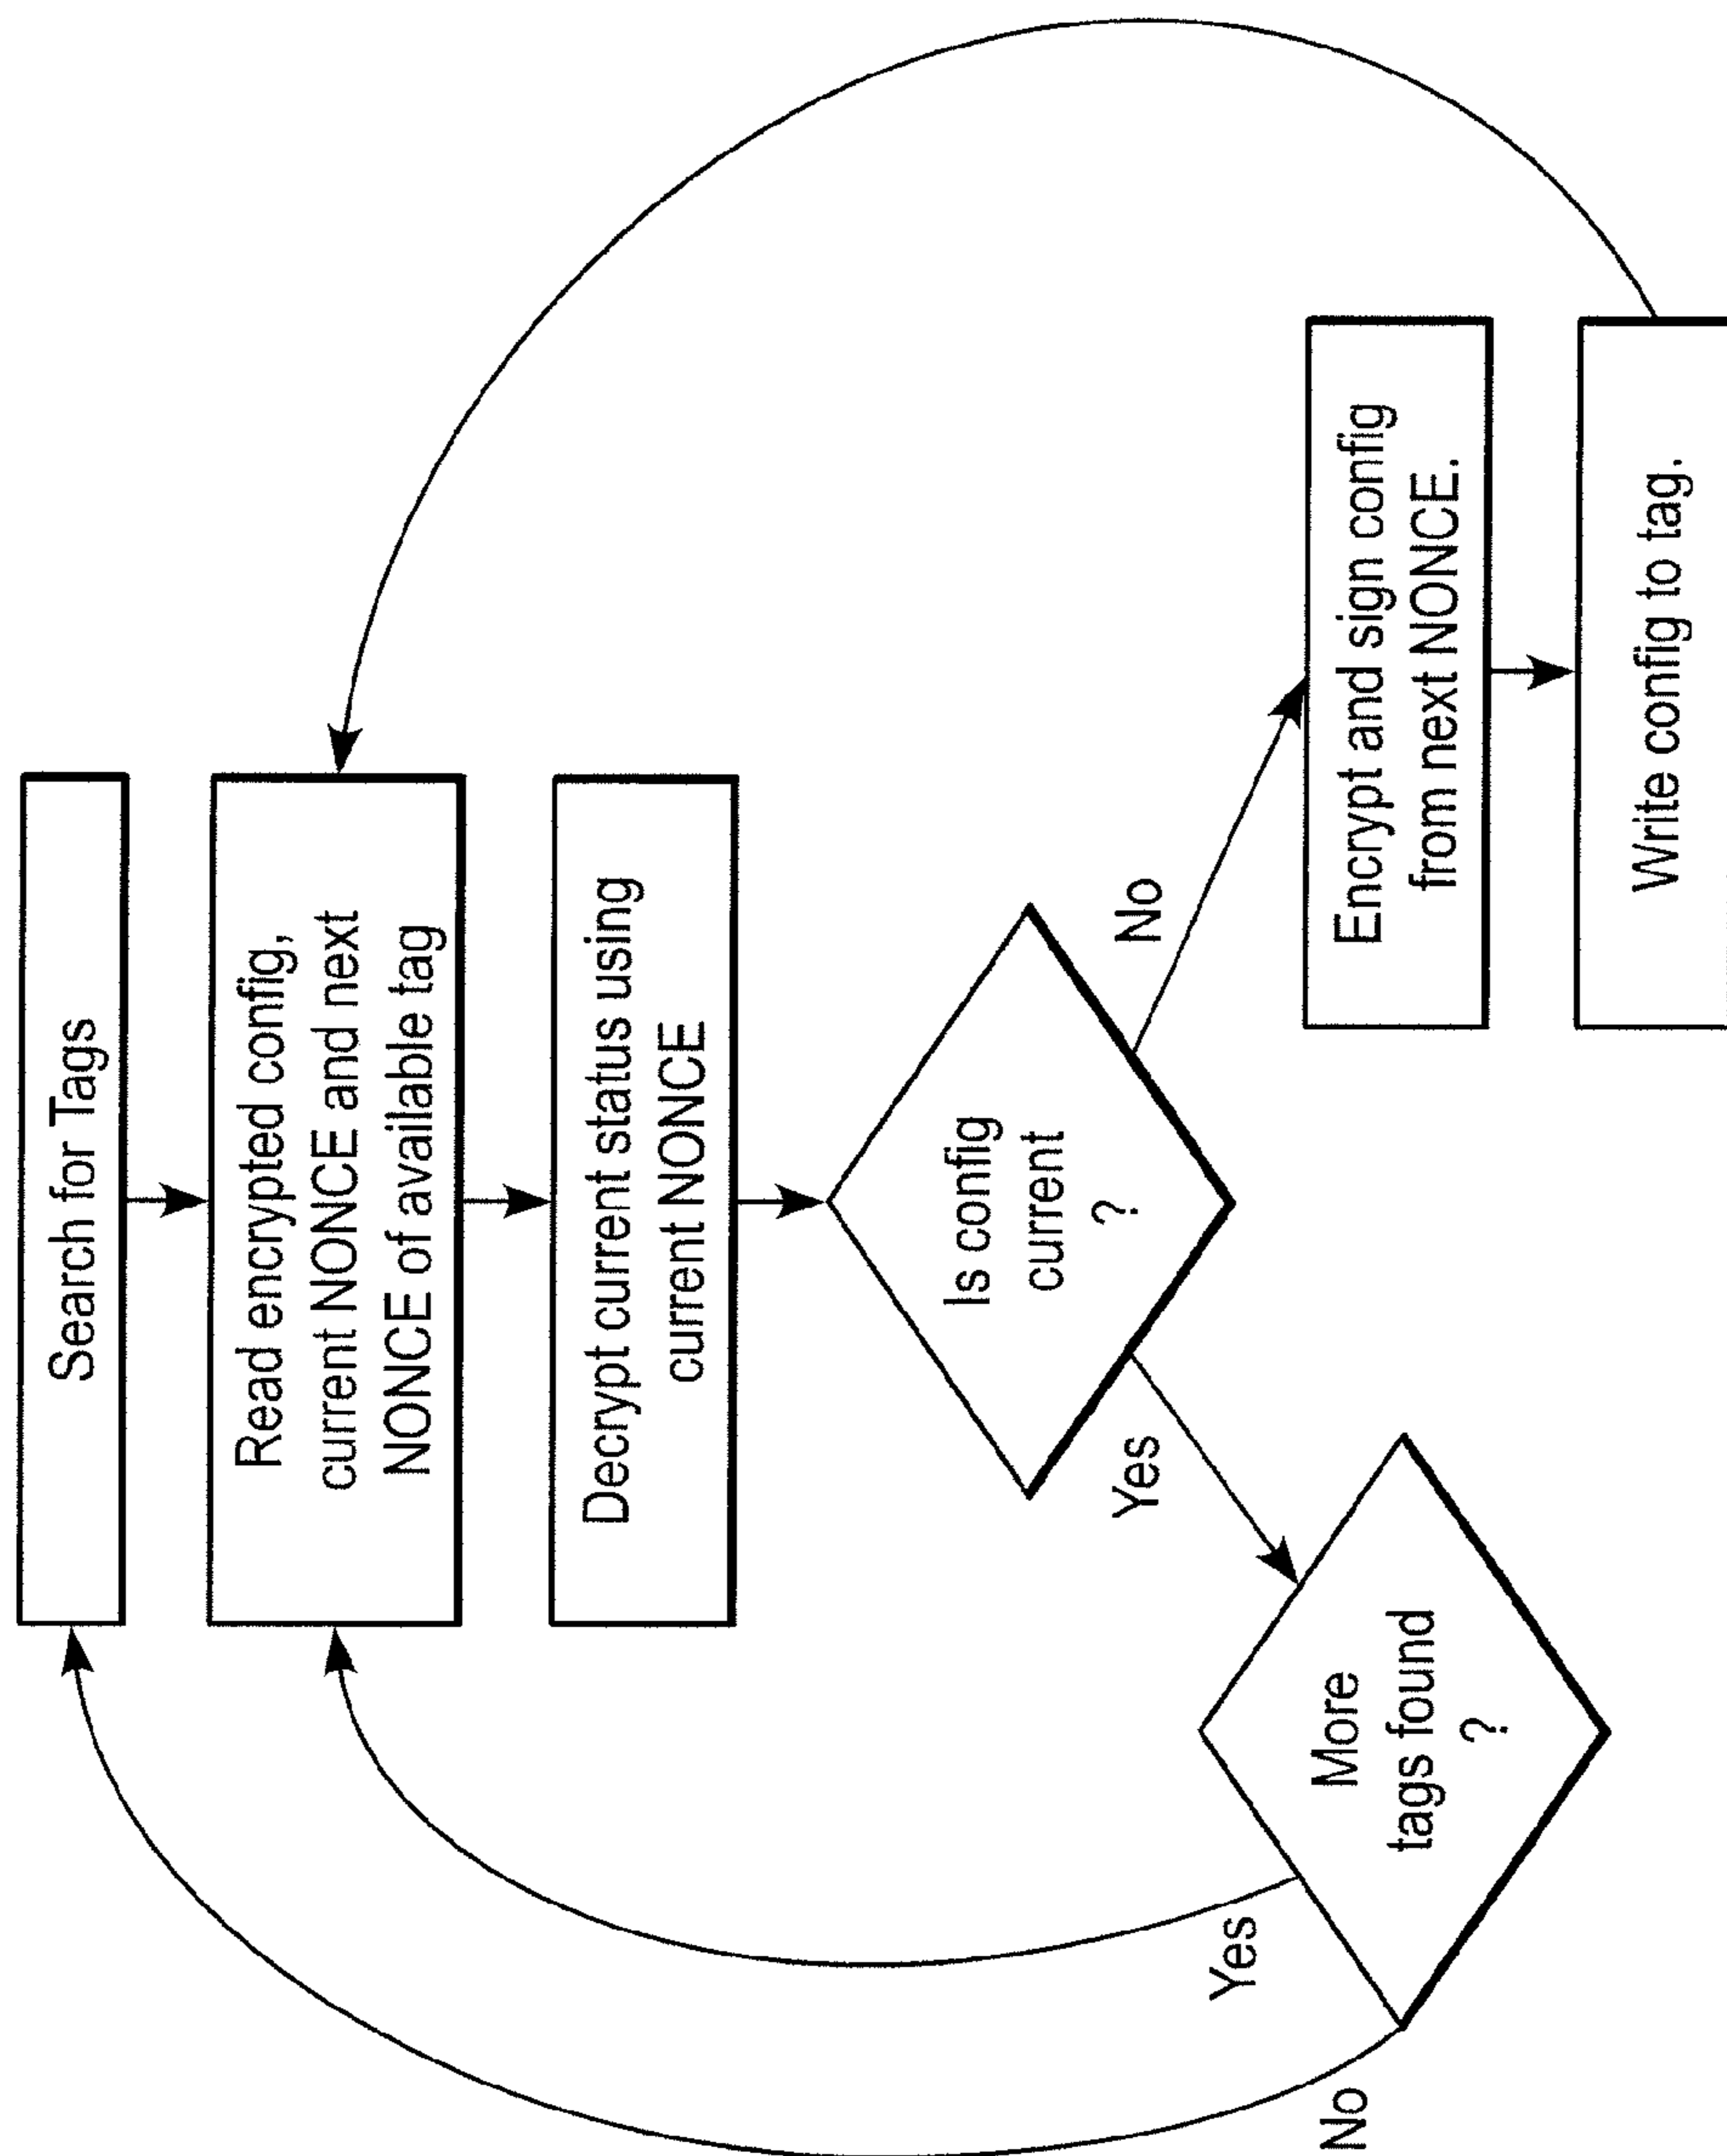 Search for Tags
Read encrypted config,
current NONCE and next
NONCE of available tag
Decrypt current status using
current NONCE
Is config
current
?
Yes
No
More
tags found
?
Yes
No
Encrypt and sign config
from next NONCE.
Write config to tag.